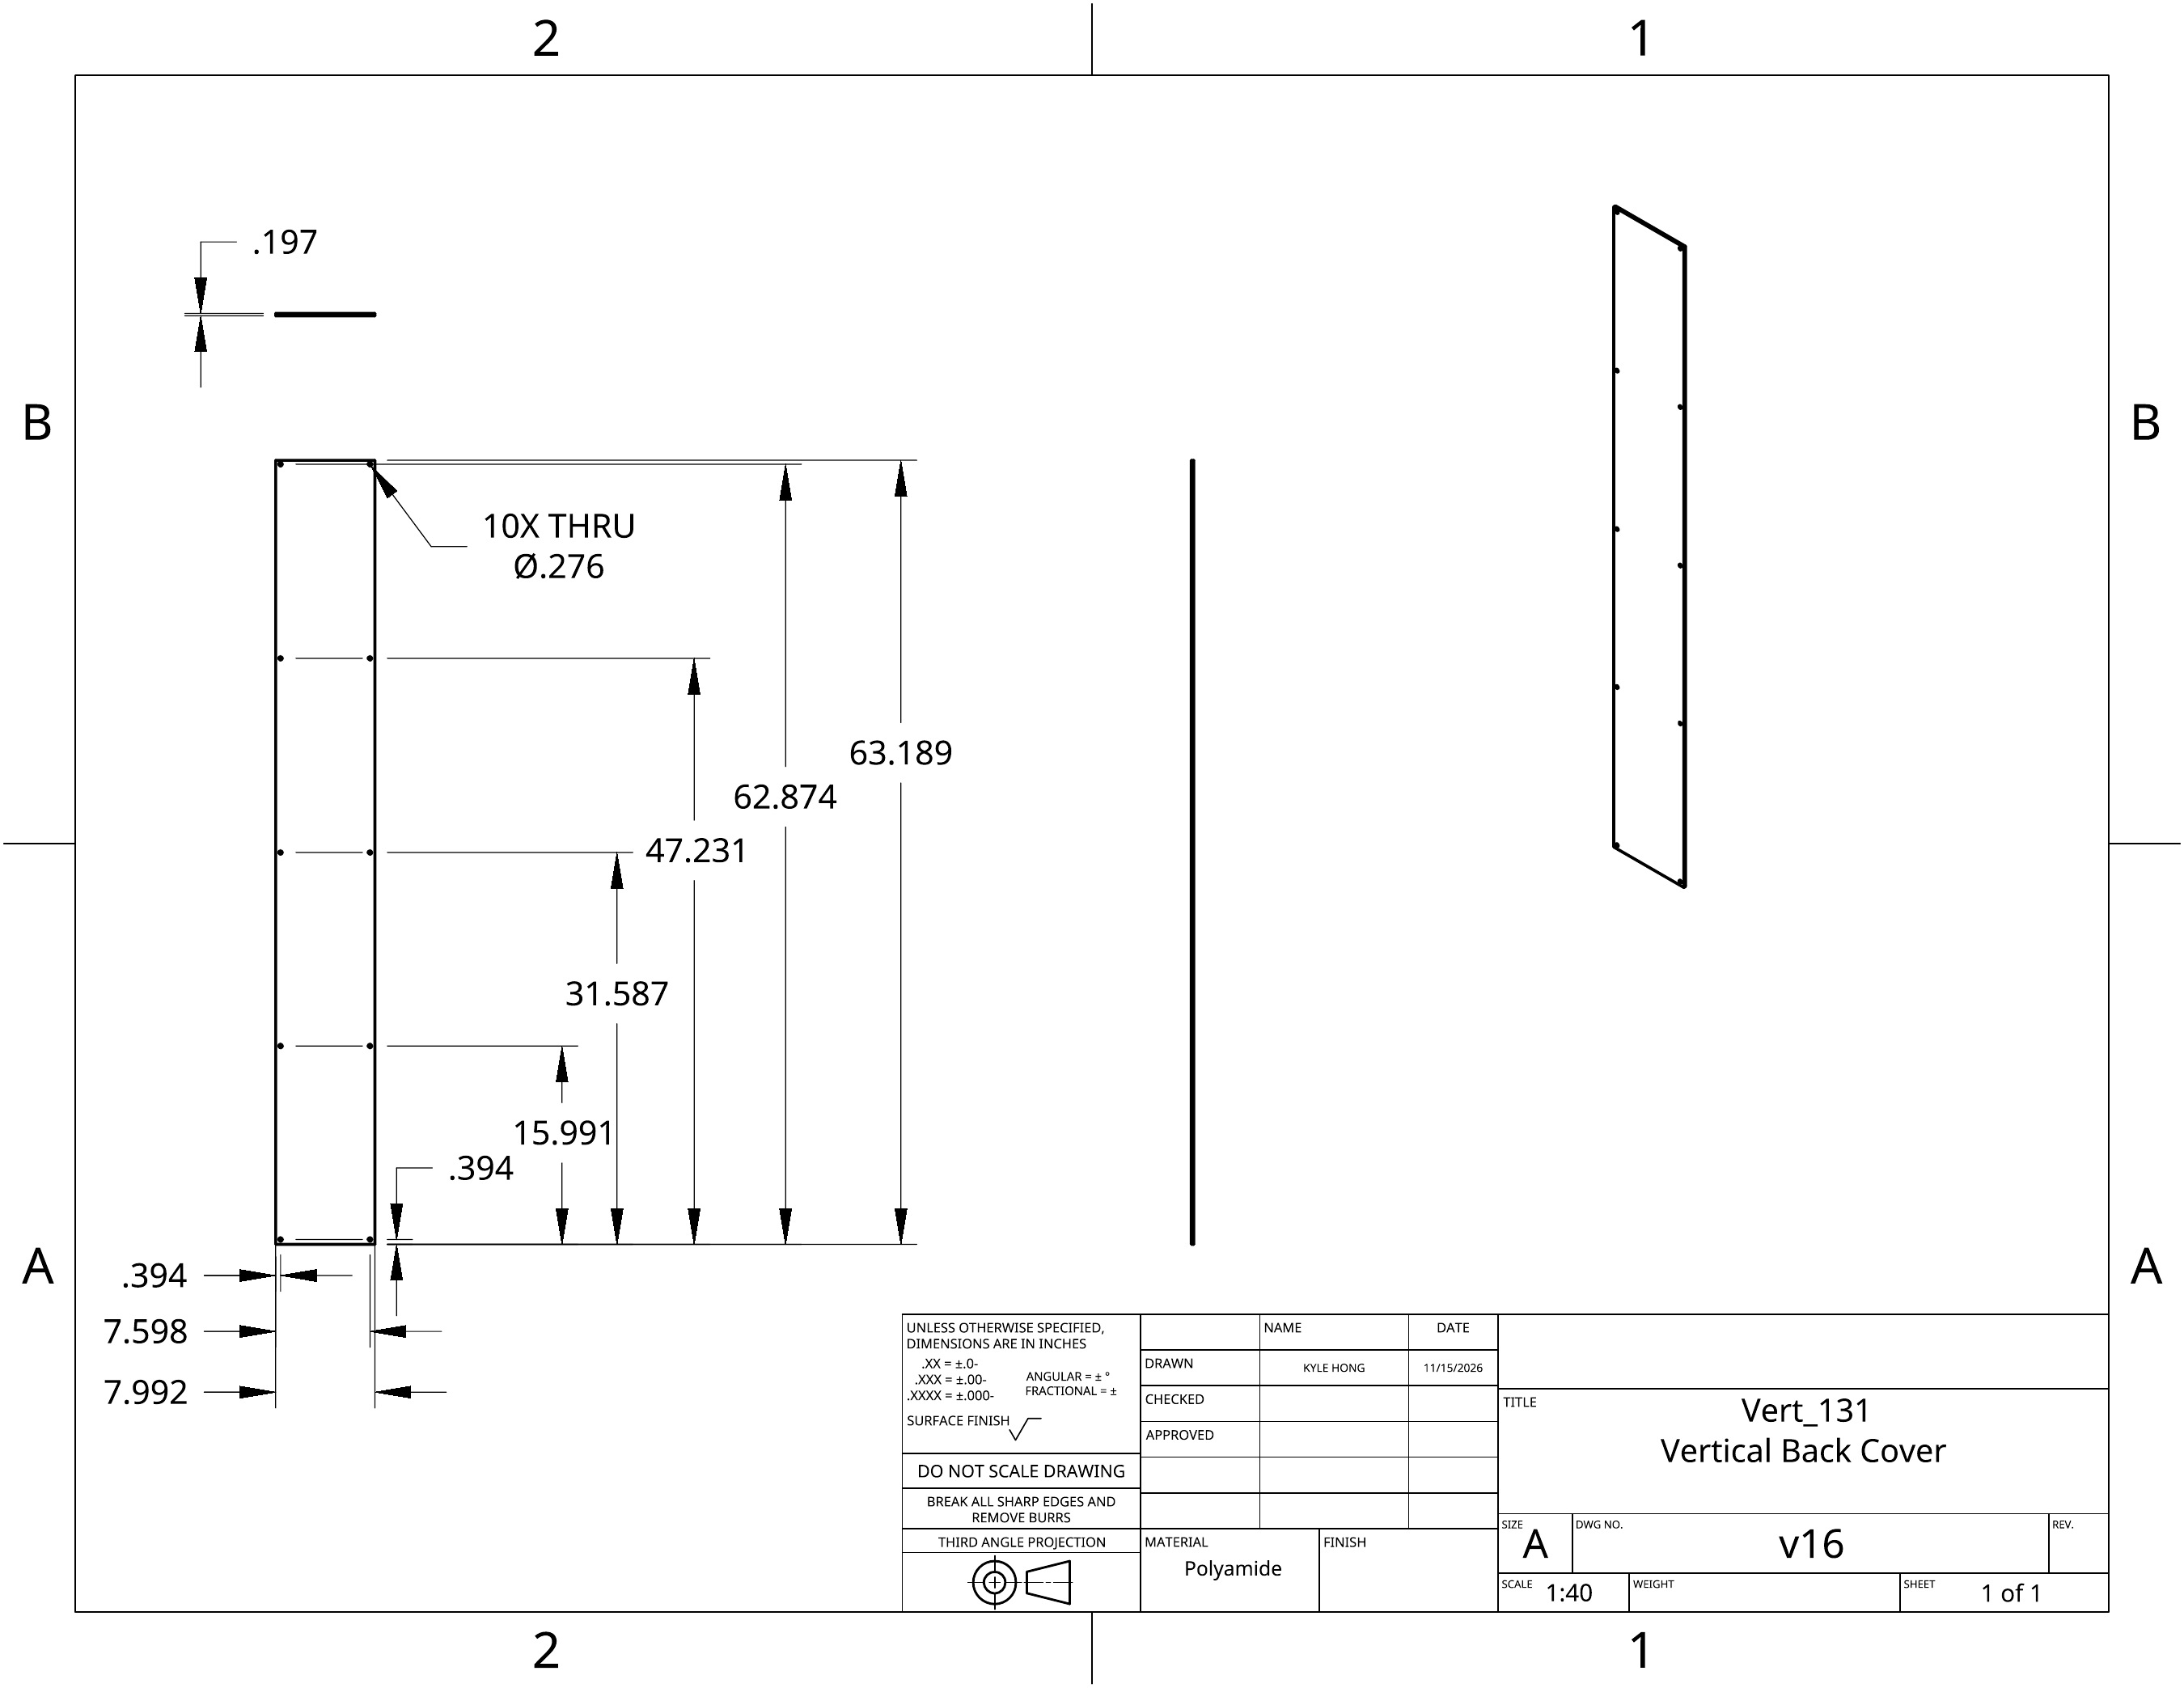 2
1
B
B
A
A
2
1
.197
10X THRU
Ø.276
63.189
62.874
47.231
31.587
15.991
.394
.394
7.598
7.992
UNLESS OTHERWISE SPECIFIED,
DIMENSIONS ARE IN INCHES
.XX = ±.0-
.XXX = ±.00-
.XXXX = ±.000-
ANGULAR = ± °
FRACTIONAL = ±
SURFACE FINISH
DO NOT SCALE DRAWING
BREAK ALL SHARP EDGES AND
REMOVE BURRS
THIRD ANGLE PROJECTION
NAME
DATE
DRAWN
KYLE HONG
11/15/2026
CHECKED
APPROVED
MATERIAL
Polyamide
FINISH
TITLE
Vert_131
Vertical Back Cover
SIZE
A
DWG NO.
v16
REV.
SCALE
1:40
WEIGHT
SHEET
1 of 1